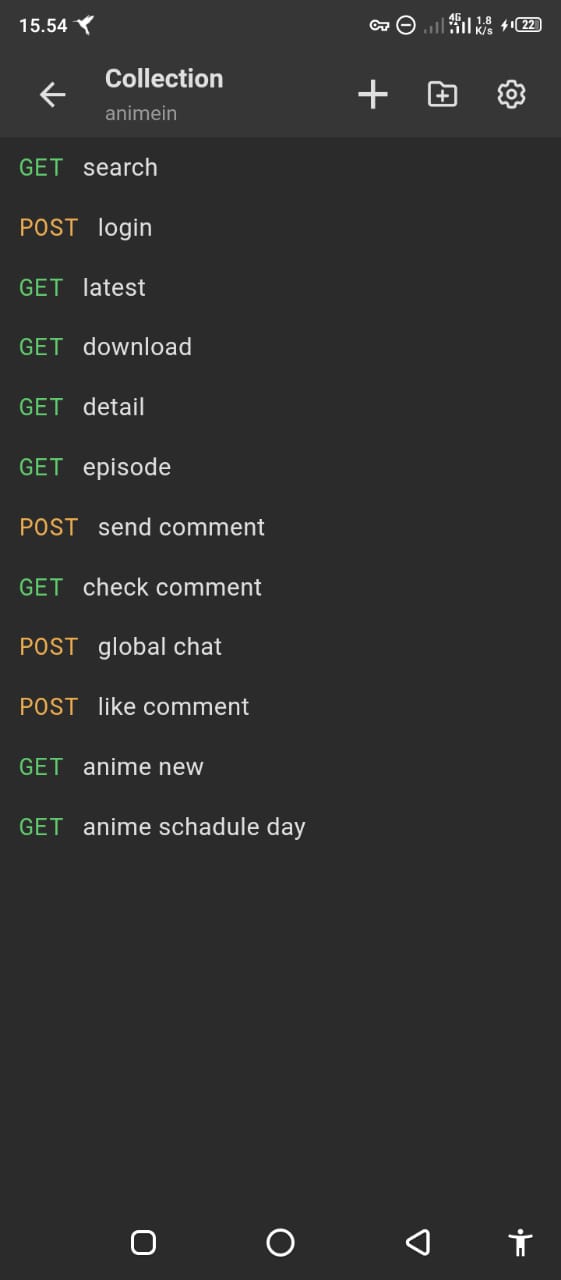 15.54
4G
1.8
K/s
22
Collection
animein
GET search
POST login
GET latest
GET download
GET detail
GET episode
POST send comment
GET check comment
POST global chat
POST like comment
GET anime new
GET anime schadule day